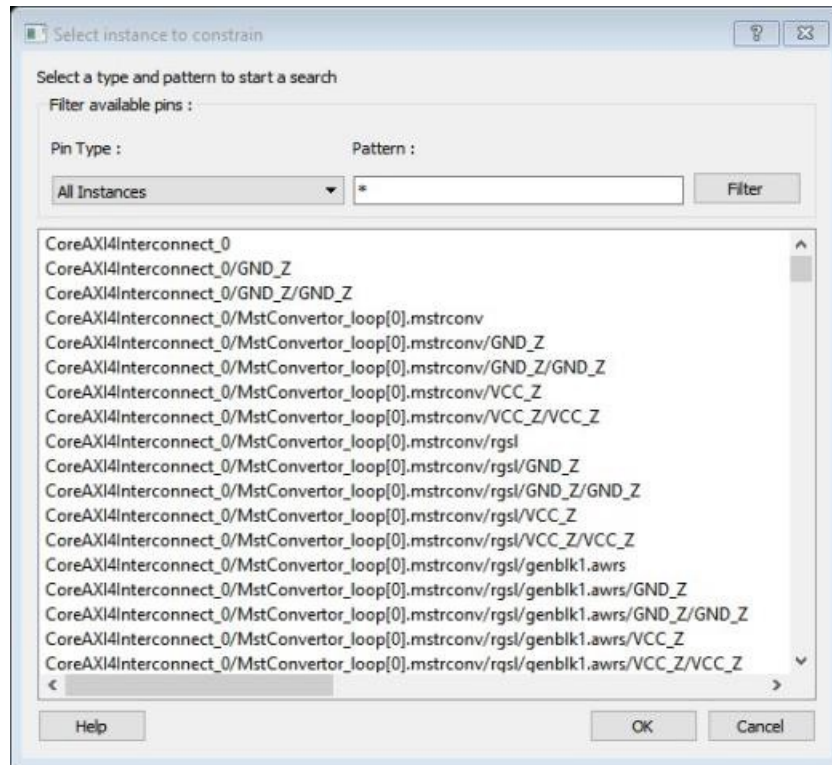 Select instance to constrain
Select a type and pattern to start a search
Filter available pins :
Pin Type : Pattern :
All Instances * Filter
CoreAXI4Interconnect_0
CoreAXI4Interconnect_0/GND_Z
CoreAXI4Interconnect_0/GND_Z/GND_Z
CoreAXI4Interconnect_0/MstConvertor_loop[0].mstrconv
CoreAXI4Interconnect_0/MstConvertor_loop[0].mstrconv/GND_Z
CoreAXI4Interconnect_0/MstConvertor_loop[0].mstrconv/GND_Z/GND_Z
CoreAXI4Interconnect_0/MstConvertor_loop[0].mstrconv/VCC_Z
CoreAXI4Interconnect_0/MstConvertor_loop[0].mstrconv/VCC_Z/VCC_Z
CoreAXI4Interconnect_0/MstConvertor_loop[0].mstrconv/rgsl
CoreAXI4Interconnect_0/MstConvertor_loop[0].mstrconv/rgsl/GND_Z
CoreAXI4Interconnect_0/MstConvertor_loop[0].mstrconv/rgsl/GND_Z/GND_Z
CoreAXI4Interconnect_0/MstConvertor_loop[0].mstrconv/rgsl/VCC_Z
CoreAXI4Interconnect_0/MstConvertor_loop[0].mstrconv/rgsl/VCC_Z/VCC_Z
CoreAXI4Interconnect_0/MstConvertor_loop[0].mstrconv/rgsl/genblk1.awrs
CoreAXI4Interconnect_0/MstConvertor_loop[0].mstrconv/rgsl/genblk1.awrs/GND_Z
CoreAXI4Interconnect_0/MstConvertor_loop[0].mstrconv/rgsl/genblk1.awrs/GND_Z/GND_Z
CoreAXI4Interconnect_0/MstConvertor_loop[0].mstrconv/rgsl/genblk1.awrs/VCC_Z
CoreAXI4Interconnect_0/MstConvertor_loop[0].mstrconv/rgsl/genblk1.awrs/VCC_Z/VCC_Z
Help OK Cancel